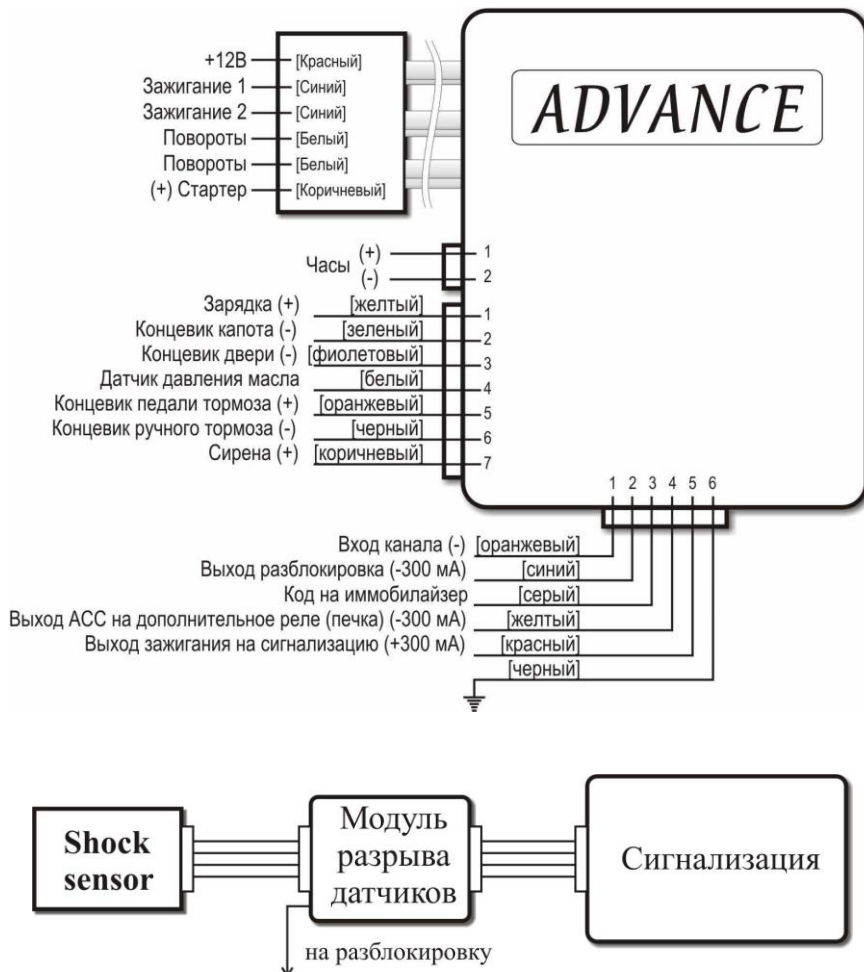 ADVANCE
+12В [Красный]
Зажигание 1 [Синий]
Зажигание 2 [Синий]
Повороты [Белый]
Повороты [Белый]
(+) Стартер [Коричневый]
Часы
(+) 1
(-) 2
Зарядка (+) [желтый] 1
Концевик капота (-) [зеленый] 2
Концевик двери (-) [фиолетовый] 3
Датчик давления масла [белый] 4
Концевик педали тормоза (+) [оранжевый] 5
Концевик ручного тормоза (-) [черный] 6
Сирена (+) [коричневый] 7
1 2 3 4 5 6
Вход канала (-) [оранжевый]
Выход разблокировка (-300 мА) [синий]
Код на иммобилайзер [серый]
Выход АСС на дополнительное реле (печка) (-300 мА) [желтый]
Выход зажигания на сигнализацию (+300 мА) [красный]
[черный]
Shock
sensor
Модуль
разрыва
датчиков
Сигнализация
на разблокировку